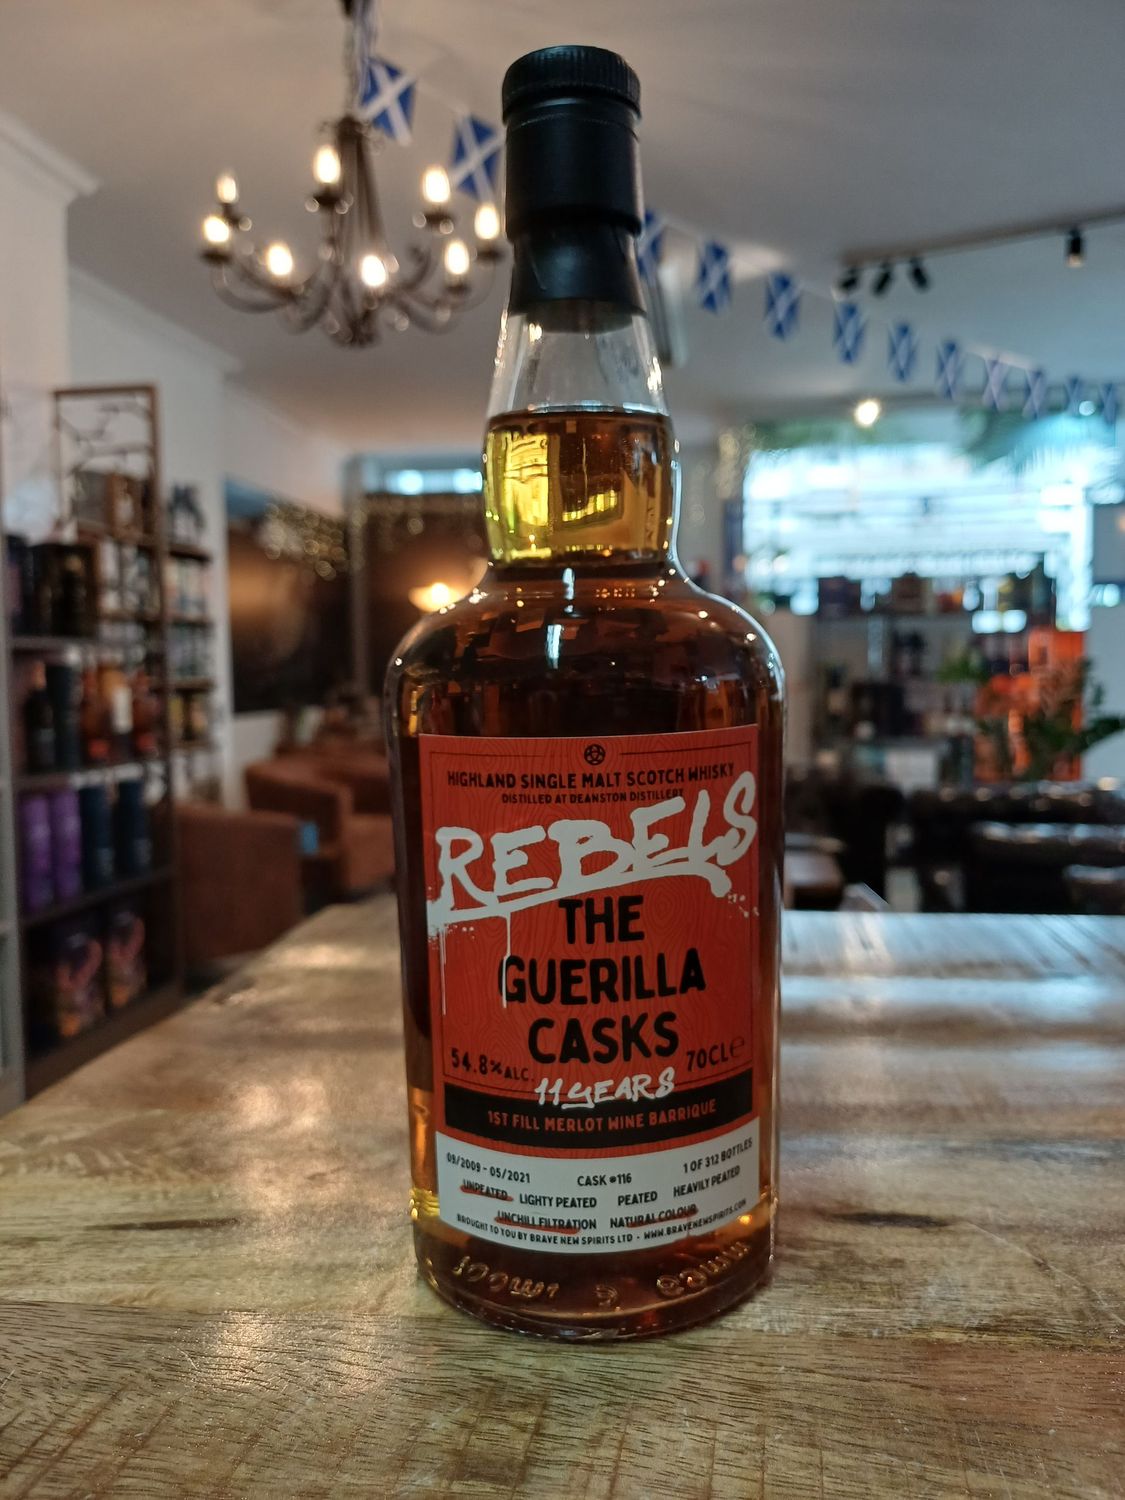 HIGHLAND SINGLE MALT SCOTCH WHISKY
DISTILLED AT DEANSTON DISTILLERY
REBELS
THE
GUERILLA
CASKS
54.8%ALC. 70CLe
11 YEARS
1ST FILL MERLOT WINE BARRIQUE
09/2009 - 05/2021 CASK #116 1 OF 312 BOTTLES
UNPEATED LIGHTY PEATED PEATED HEAVILY PEATED
UNCHILL FILTRATION NATURAL COLOUR
BROUGHT TO YOU BY BRAVE NEW SPIRITS LTD - WWW.BRAVENEWSPIRITS.COM